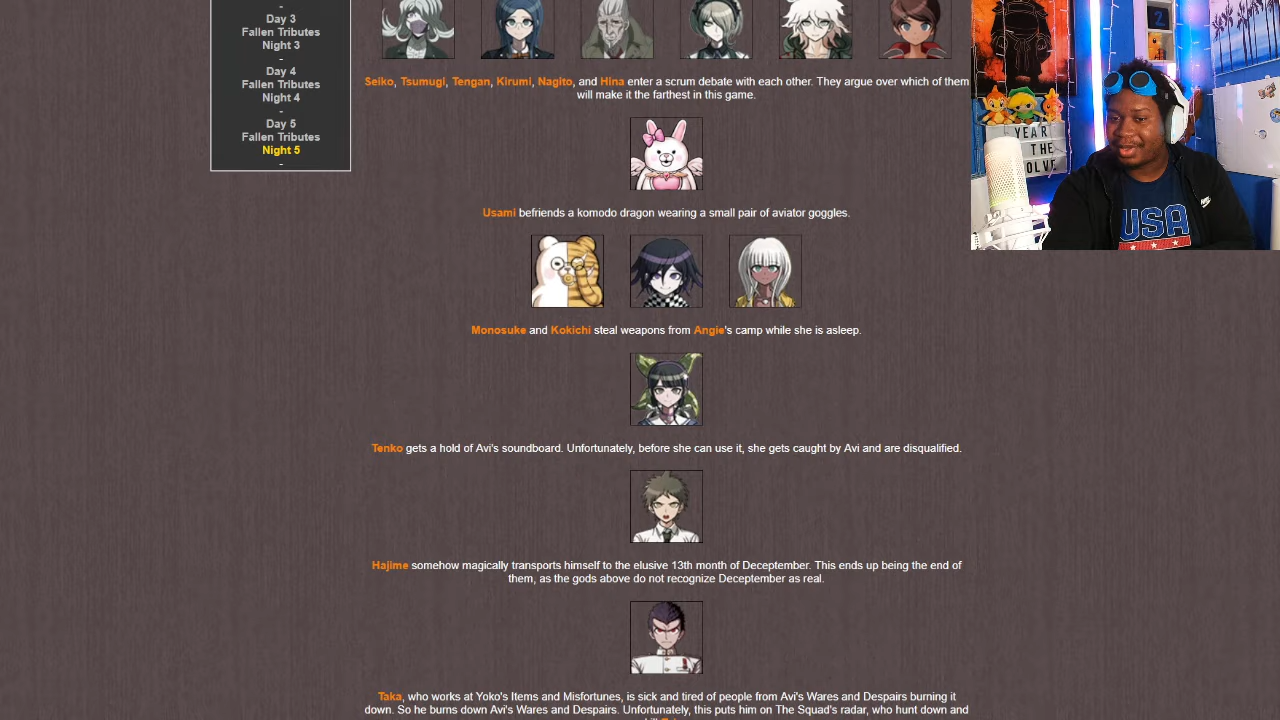 -
Day 3
Fallen Tributes
Night 3
-
Day 4
Fallen Tributes
Night 4
-
Day 5
Fallen Tributes
Night 5
-
Seiko, Tsumugi, Tengan, Kirumi, Nagito, and Hina enter a scrum debate with each other. They argue over which of them
will make it the farthest in this game.
Usami befriends a komodo dragon wearing a small pair of aviator goggles.
Monosuke and Kokichi steal weapons from Angie's camp while she is asleep.
Tenko gets a hold of Avi's soundboard. Unfortunately, before she can use it, she gets caught by Avi and are disqualified.
Hajime somehow magically transports himself to the elusive 13th month of Deceptember. This ends up being the end of
them, as the gods above do not recognize Deceptember as real.
Taka, who works at Yoko's Items and Misfortunes, is sick and tired of people from Avi's Wares and Despairs burning it
down. So he burns down Avi's Wares and Despairs. Unfortunately, this puts him on The Squad's radar, who hunt down and
2
YEAR
THE
OLVE
USA